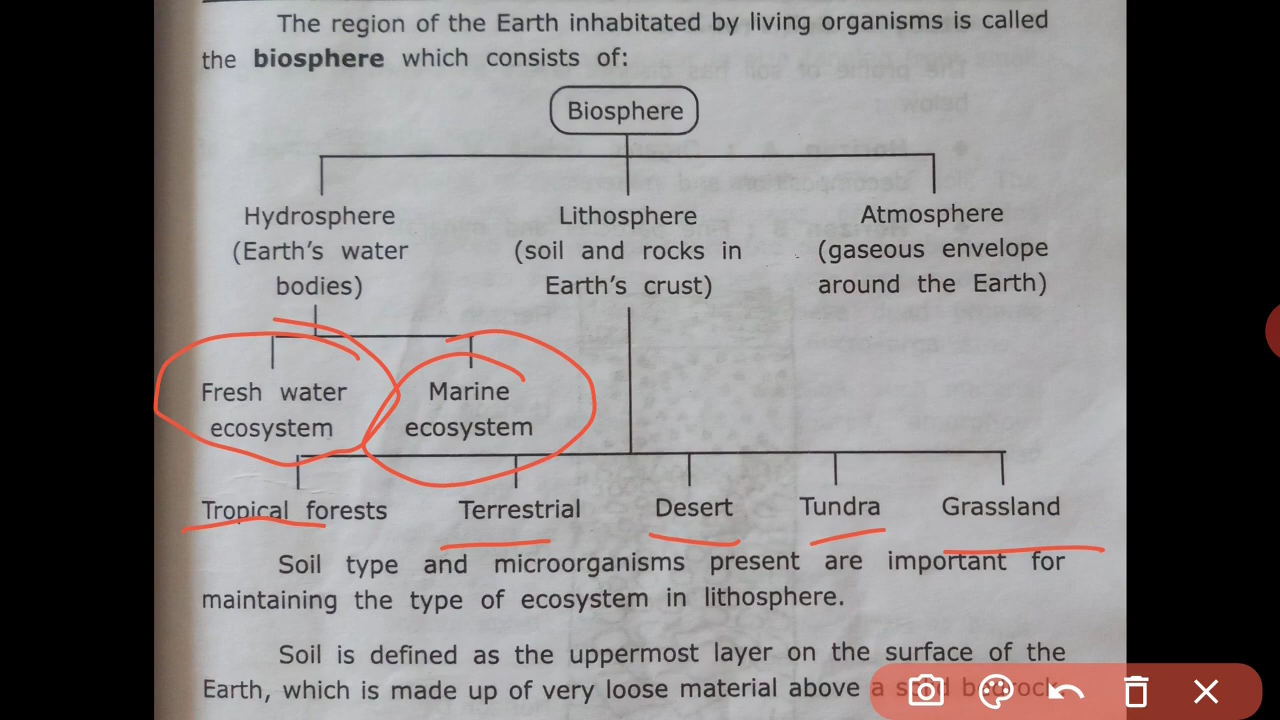 The region of the Earth inhabitated by living organisms is called
the biosphere which consists of:
Biosphere
Hydrosphere
(Earth's water
bodies)
Lithosphere
(soil and rocks in
Earth's crust)
Atmosphere
(gaseous envelope
around the Earth)
Fresh water
ecosystem
Marine
ecosystem
Tropical forests
Terrestrial
Desert
Tundra
Grassland
Soil type and microorganisms present are important for
maintaining the type of ecosystem in lithosphere.
Soil is defined as the uppermost layer on the surface of the
Earth, which is made up of very loose material above a solid bedrock